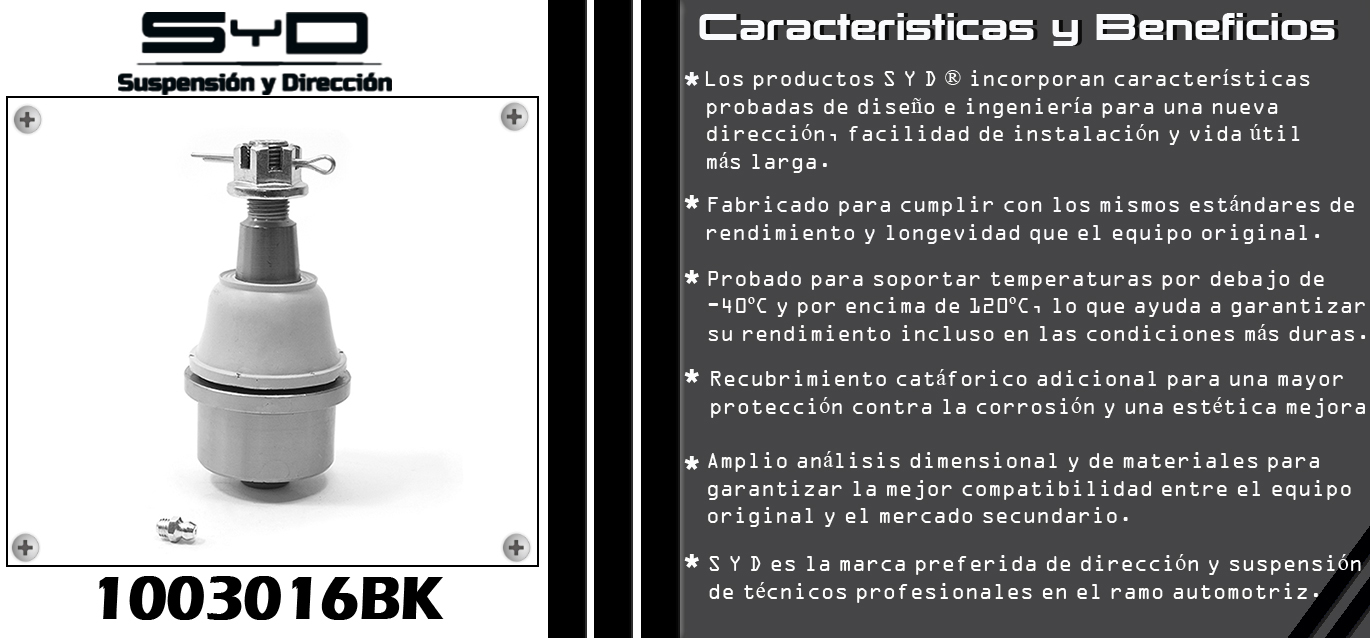 SYD
Suspensión y Dirección
1003016BK
Caracteristicas y Beneficios
* Los productos S Y D ® incorporan características
probadas de diseño e ingeniería para una nueva
dirección, facilidad de instalación y vida útil
más larga.
* Fabricado para cumplir con los mismos estándares de
rendimiento y longevidad que el equipo original.
* Probado para soportar temperaturas por debajo de
-40ºC y por encima de 120ºC, lo que ayuda a garantizar
su rendimiento incluso en las condiciones más duras.
* Recubrimiento catáforico adicional para una mayor
protección contra la corrosión y una estética mejora
* Amplio análisis dimensional y de materiales para
garantizar la mejor compatibilidad entre el equipo
original y el mercado secundario.
* S Y D es la marca preferida de dirección y suspensión
de técnicos profesionales en el ramo automotriz.